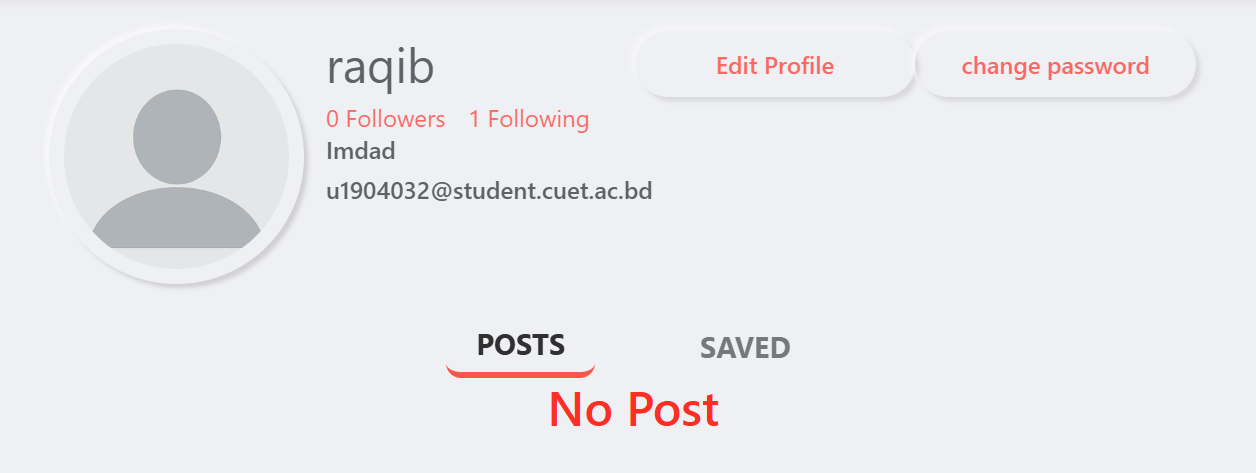 raqib
Edit Profile
change password
0 Followers 1 Following
Imdad
u1904032@student.cuet.ac.bd
POSTS
SAVED
No Post